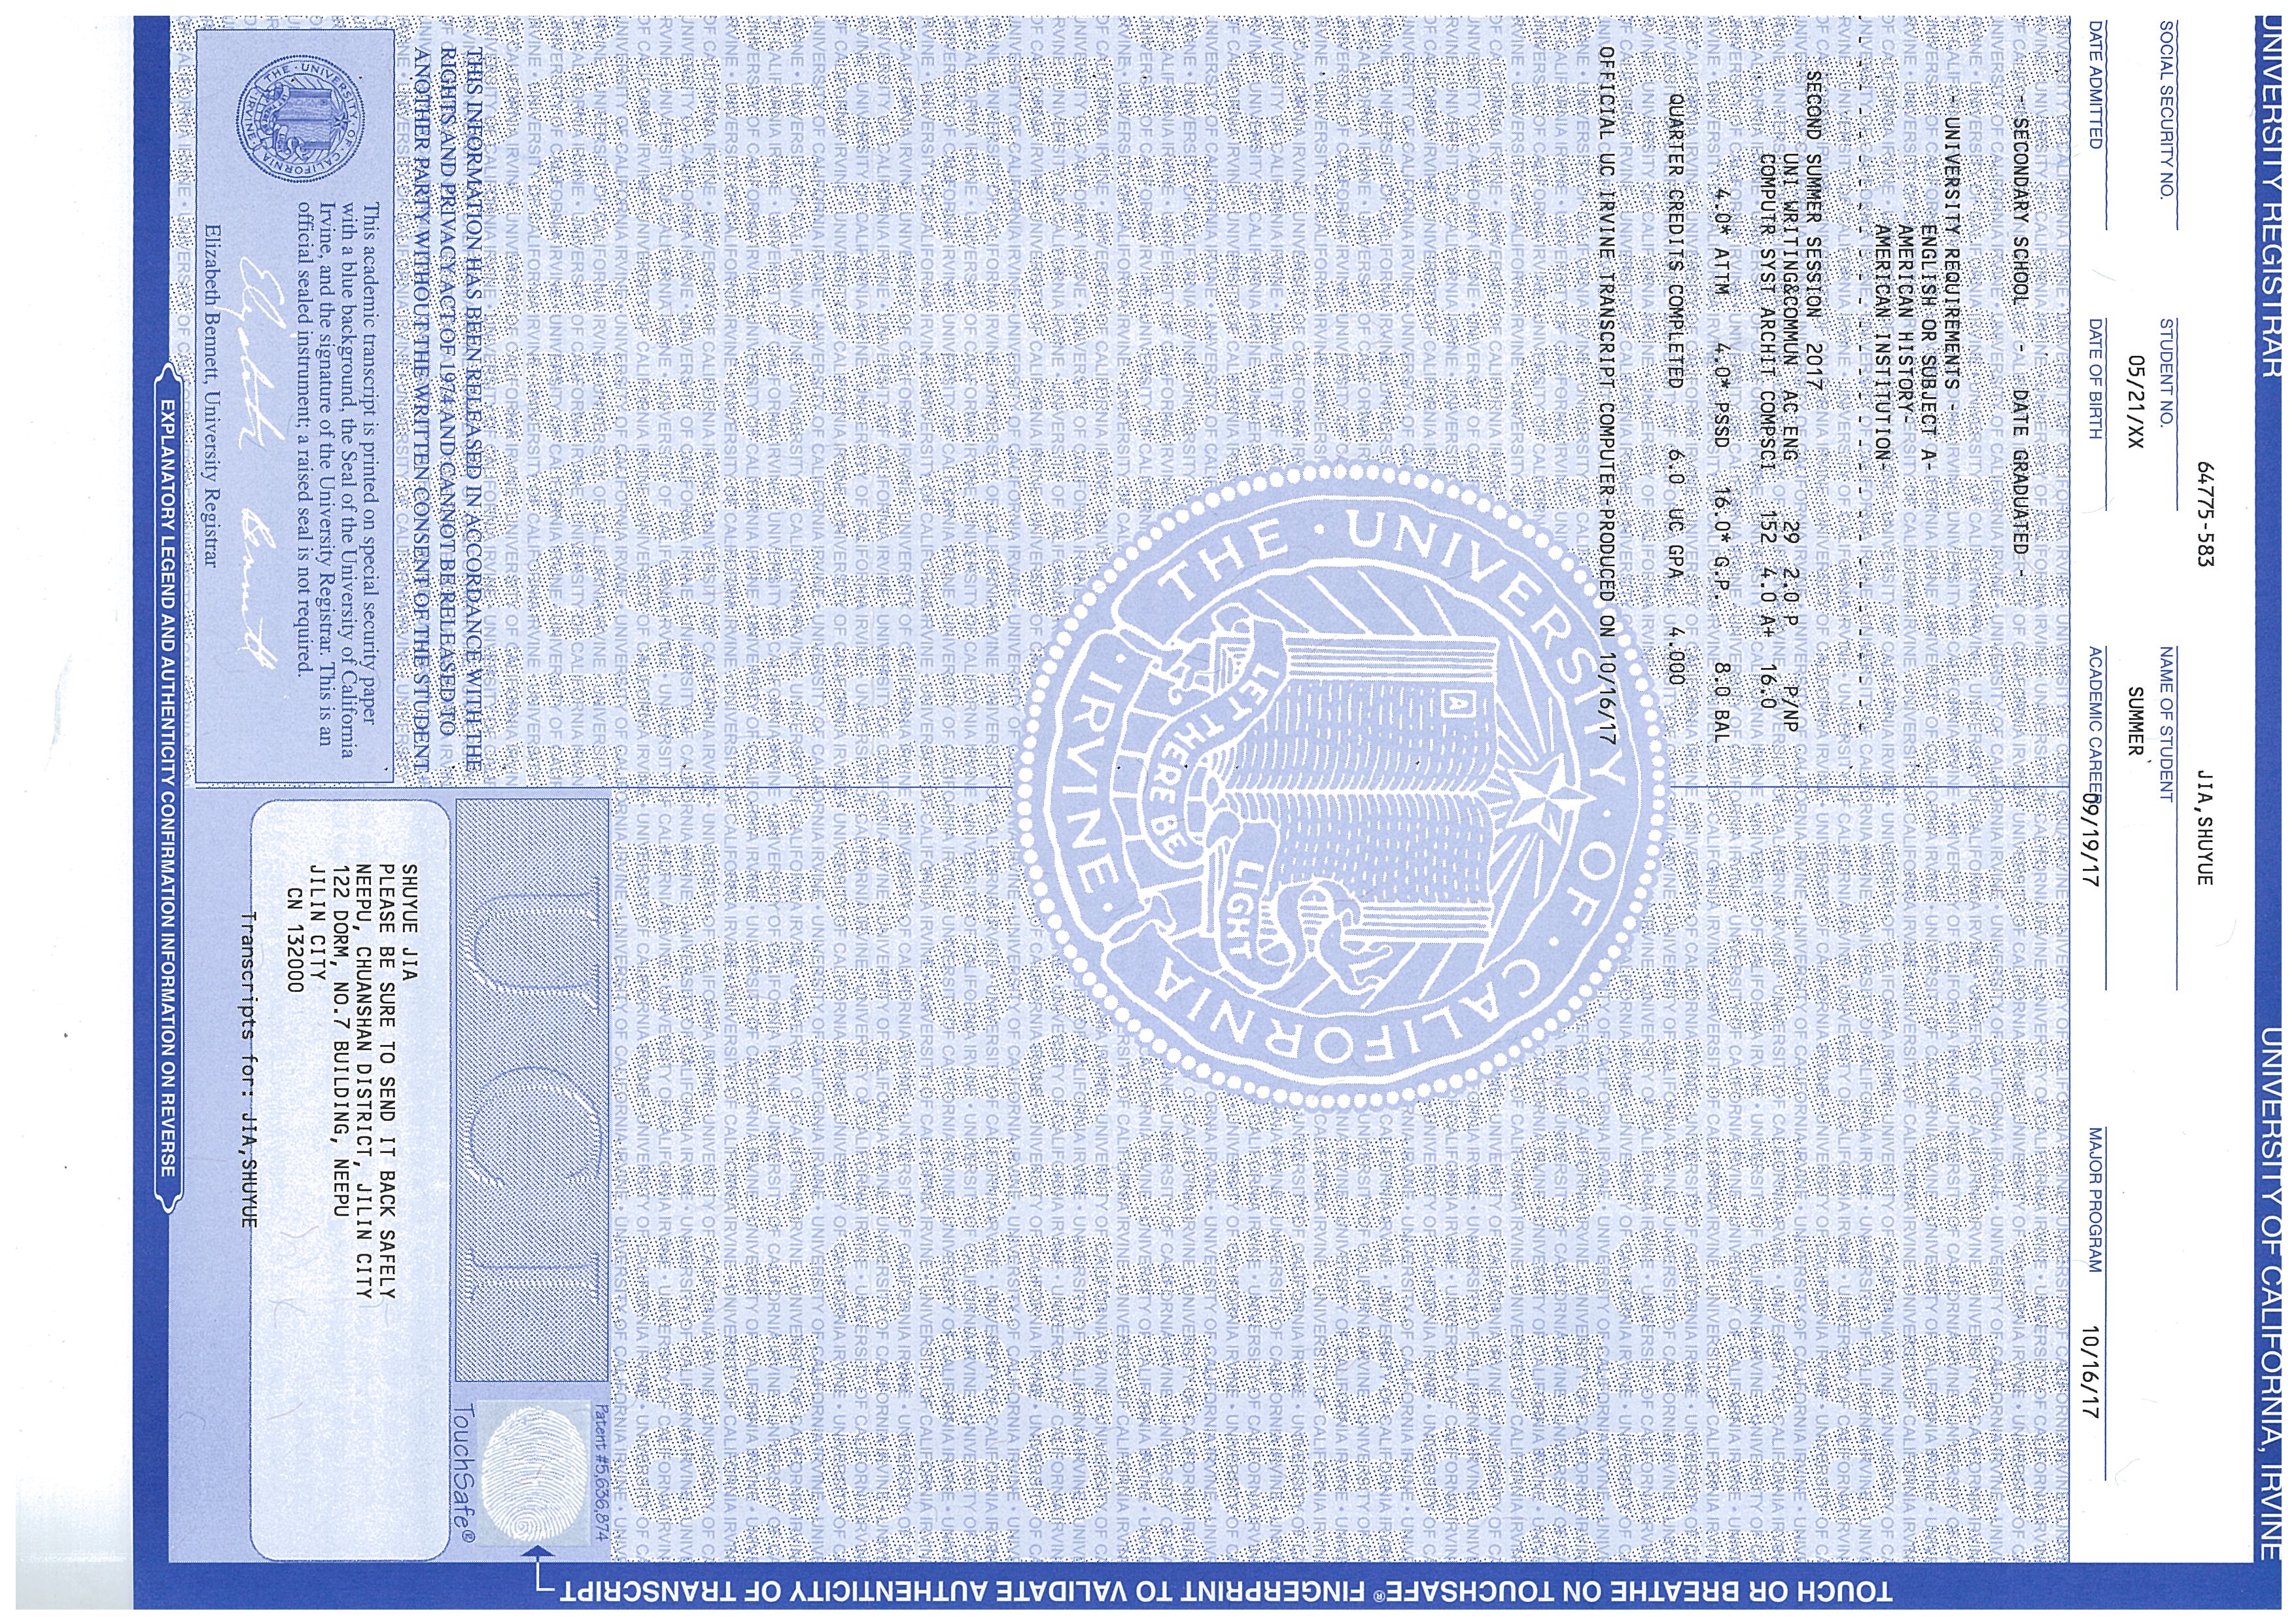 UNIVERSITY REGISTRAR UNIVERSITY OF CALIFORNIA, IRVINE
64775-583 JIA,SHUYUE
SOCIAL SECURITY NO. STUDENT NO. NAME OF STUDENT
05/21/XX SUMMER
DATE ADMITTED DATE OF BIRTH ACADEMIC CAREER 09/19/17 MAJOR PROGRAM 10/16/17
- SECONDARY SCHOOL - DATE GRADUATED -
- UNIVERSITY REQUIREMENTS -
ENGLISH OR SUBJECT A-
AMERICAN HISTORY-
AMERICAN INSTITUTION-
SECOND SUMMER SESSION 2017
UNI WRITING&COMMUN AC ENG 29 2.0 P P/NP
COMPUTR SYST ARCHIT COMPSCI 152 4.0 A+ 16.0
4.0* ATTM 4.0* PSSD 16.0* G.P. 8.0 BAL
QUARTER CREDITS COMPLETED 6.0 UC GPA 4.000
OFFICIAL UC IRVINE TRANSCRIPT COMPUTER-PRODUCED ON 10/16/17
THE · UNIVERSITY · OF · CALIFORNIA
A
LET THERE BE LIGHT
· IRVINE ·
TOUCH OR BREATHE ON TOUCHSAFE® FINGERPRINT TO VALIDATE AUTHENTICITY OF TRANSCRIPT
Patent #5,636,874
UCI
TouchSafe®
THIS INFORMATION HAS BEEN RELEASED IN ACCORDANCE WITH THE
RIGHTS AND PRIVACY ACT OF 1974 AND CANNOT BE RELEASED TO
ANOTHER PARTY WITHOUT THE WRITTEN CONSENT OF THE STUDENT.
This academic transcript is printed on special security paper
with a blue background, the Seal of the University of California
Irvine, and the signature of the University Registrar. This is an
official sealed instrument; a raised seal is not required.
Elizabeth Bennett
Elizabeth Bennett, University Registrar
SHUYUE JIA
PLEASE BE SURE TO SEND IT BACK SAFELY
NEEPU, CHUANSHAN DISTRICT, JILIN CITY
122 DORM, NO.7 BUILDING, NEEPU
JILIN CITY
CN 132000
Transcripts for: JIA,SHUYUE
EXPLANATORY LEGEND AND AUTHENTICITY CONFIRMATION INFORMATION ON REVERSE